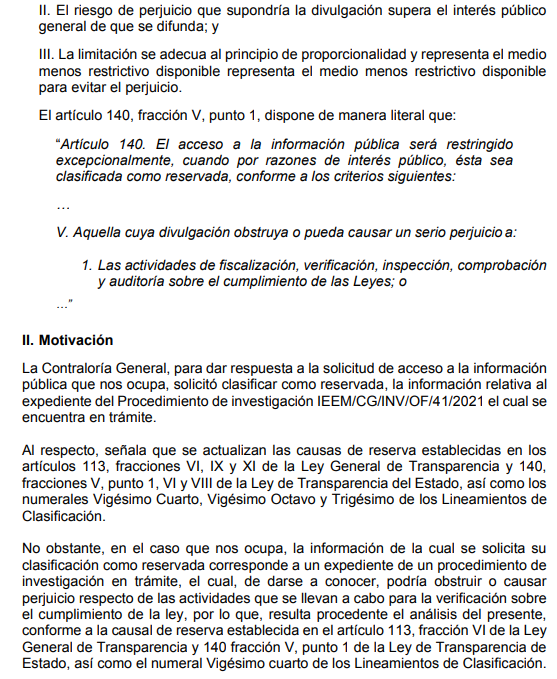 II. El riesgo de perjuicio que supondría la divulgación supera el interés público
general de que se difunda; y
III. La limitación se adecua al principio de proporcionalidad y representa el medio
menos restrictivo disponible representa el medio menos restrictivo disponible
para evitar el perjuicio.
El artículo 140, fracción V, punto 1, dispone de manera literal que:
“Artículo 140. El acceso a la información pública será restringido
excepcionalmente, cuando por razones de interés público, ésta sea
clasificada como reservada, conforme a los criterios siguientes:
…
V. Aquella cuya divulgación obstruya o pueda causar un serio perjuicio a:
1. Las actividades de fiscalización, verificación, inspección, comprobación
y auditoría sobre el cumplimiento de las Leyes; o
…”
II. Motivación
La Contraloría General, para dar respuesta a la solicitud de acceso a la información
pública que nos ocupa, solicitó clasificar como reservada, la información relativa al
expediente del Procedimiento de investigación IEEM/CG/INV/OF/41/2021 el cual se
encuentra en trámite.
Al respecto, señala que se actualizan las causas de reserva establecidas en los
artículos 113, fracciones VI, IX y XI de la Ley General de Transparencia y 140,
fracciones V, punto 1, VI y VIII de la Ley de Transparencia del Estado, así como los
numerales Vigésimo Cuarto, Vigésimo Octavo y Trigésimo de los Lineamientos de
Clasificación.
No obstante, en el caso que nos ocupa, la información de la cual se solicita su
clasificación como reservada corresponde a un expediente de un procedimiento de
investigación en trámite, el cual, de darse a conocer, podría obstruir o causar
perjuicio respecto de las actividades que se llevan a cabo para la verificación sobre
el cumplimiento de la ley, por lo que, resulta procedente el análisis del presente,
conforme a la causal de reserva establecida en el artículo 113, fracción VI de la Ley
General de Transparencia y 140 fracción V, punto 1 de la Ley de Transparencia de
Estado, así como el numeral Vigésimo cuarto de los Lineamientos de Clasificación.